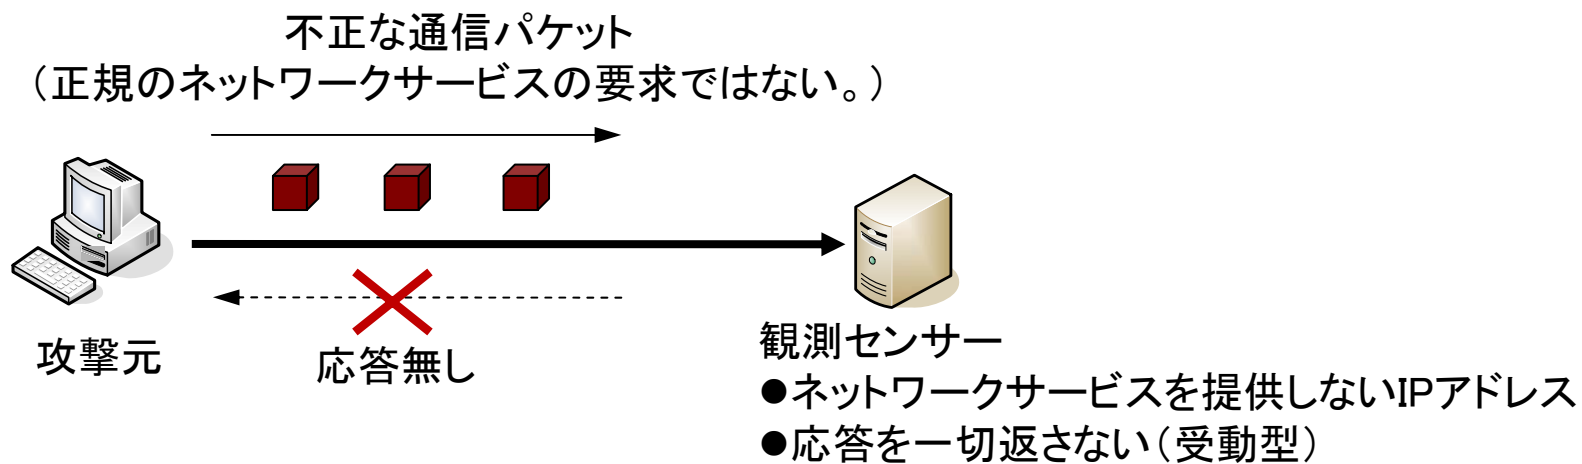 不正な通信パケット
（正規のネットワークサービスの要求ではない。）
攻撃元
応答無し
観測センサー
●ネットワークサービスを提供しないIPアドレス
●応答を一切返さない（受動型）